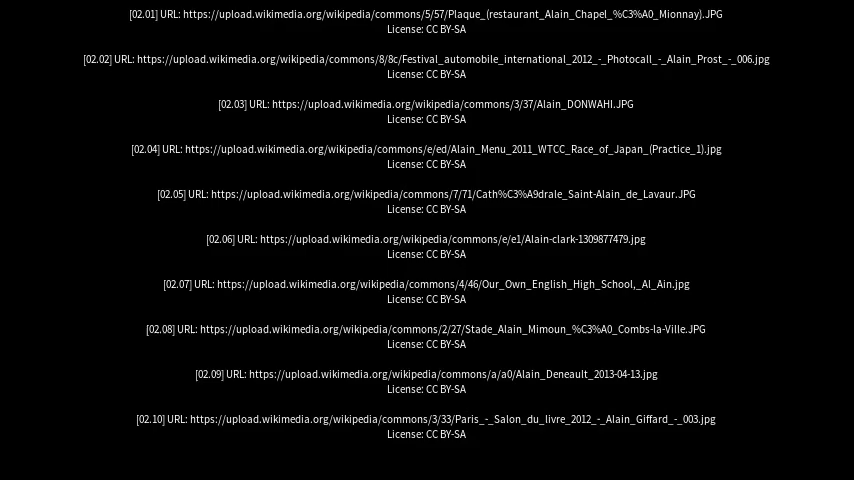 [02.01] URL: https://upload.wikimedia.org/wikipedia/commons/5/57/Plaque_(restaurant_Alain_Chapel_%C3%A0_Mionnay).JPG
License: CC BY-SA
[02.02] URL: https://upload.wikimedia.org/wikipedia/commons/8/8c/Festival_automobile_international_2012_-_Photocall_-_Alain_Prost_-_006.jpg
License: CC BY-SA
[02.03] URL: https://upload.wikimedia.org/wikipedia/commons/3/37/Alain_DONWAHI.JPG
License: CC BY-SA
[02.04] URL: https://upload.wikimedia.org/wikipedia/commons/e/ed/Alain_Menu_2011_WTCC_Race_of_Japan_(Practice_1).jpg
License: CC BY-SA
[02.05] URL: https://upload.wikimedia.org/wikipedia/commons/7/71/Cath%C3%A9drale_Saint-Alain_de_Lavaur.JPG
License: CC BY-SA
[02.06] URL: https://upload.wikimedia.org/wikipedia/commons/e/e1/Alain-clark-1309877479.jpg
License: CC BY-SA
[02.07] URL: https://upload.wikimedia.org/wikipedia/commons/4/46/Our_Own_English_High_School,_Al_Ain.jpg
License: CC BY-SA
[02.08] URL: https://upload.wikimedia.org/wikipedia/commons/2/27/Stade_Alain_Mimoun_%C3%A0_Combs-la-Ville.JPG
License: CC BY-SA
[02.09] URL: https://upload.wikimedia.org/wikipedia/commons/a/a0/Alain_Deneault_2013-04-13.jpg
License: CC BY-SA
[02.10] URL: https://upload.wikimedia.org/wikipedia/commons/3/33/Paris_-_Salon_du_livre_2012_-_Alain_Giffard_-_003.jpg
License: CC BY-SA